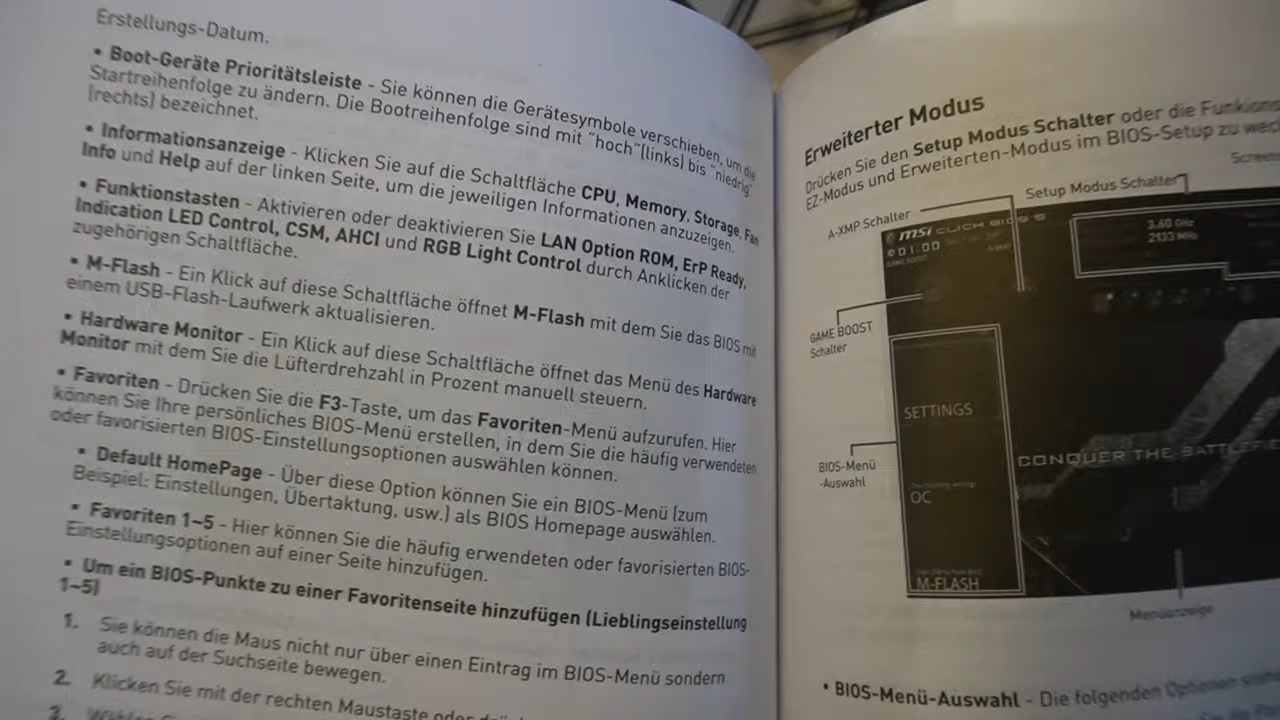 Erstellungs-Datum.
• Boot-Geräte Prioritätsleiste - Sie können die Gerätesymbole verschieben, um die
Startreihenfolge zu ändern. Die Bootreihenfolge sind mit "hoch"(links) bis "niedrig"
(rechts) bezeichnet.
• Informationsanzeige - Klicken Sie auf die Schaltfläche CPU, Memory, Storage, Fan
Info und Help auf der linken Seite, um die jeweiligen Informationen anzuzeigen.
• Funktionstasten - Aktivieren oder deaktivieren Sie LAN Option ROM, ErP Ready,
Indication LED Control, CSM, AHCI und RGB Light Control durch Anklicken der
zugehörigen Schaltfläche.
• M-Flash - Ein Klick auf diese Schaltfläche öffnet M-Flash mit dem Sie das BIOS mit
einem USB-Flash-Laufwerk aktualisieren.
• Hardware Monitor - Ein Klick auf diese Schaltfläche öffnet das Menü des Hardware
Monitor mit dem Sie die Lüfterdrehzahl in Prozent manuell steuern.
• Favoriten - Drücken Sie die F3-Taste, um das Favoriten-Menü aufzurufen. Hier
können Sie Ihre persönliches BIOS-Menü erstellen, in dem Sie die häufig verwendeten
oder favorisierten BIOS-Einstellungsoptionen auswählen können.
• Default HomePage - Über diese Option können Sie ein BIOS-Menü (zum
Beispiel: Einstellungen, Übertaktung, usw.) als BIOS Homepage auswählen.
• Favoriten 1~5 - Hier können Sie die häufig erwendeten oder favorisierten BIOS-
Einstellungsoptionen auf einer Seite hinzufügen.
• Um ein BIOS-Punkte zu einer Favoritenseite hinzufügen (Lieblingseinstellung
1~5)
1. Sie können die Maus nicht nur über einen Eintrag im BIOS-Menü sondern
auch auf der Suchseite bewegen.
2. Klicken Sie mit der rechten Maustaste oder
3.
Erweiterter Modus
Drücken Sie den Setup Modus Schalter oder die
EZ-Modus und Erweiterten-Modus im BIOS-Setup zu
Setup Modus Schalter
A-XMP Schalter
msi CLICK BIOS 5
01:00
GAME BOOST
3.60 GHz
2133 MHz
GAME BOOST
Schalter
SETTINGS
BIOS-Menü
-Auswahl
CONQUER THE
OC
M-FLASH
Menüanzeige
• BIOS-Menü-Auswahl - Die folgenden Optionen